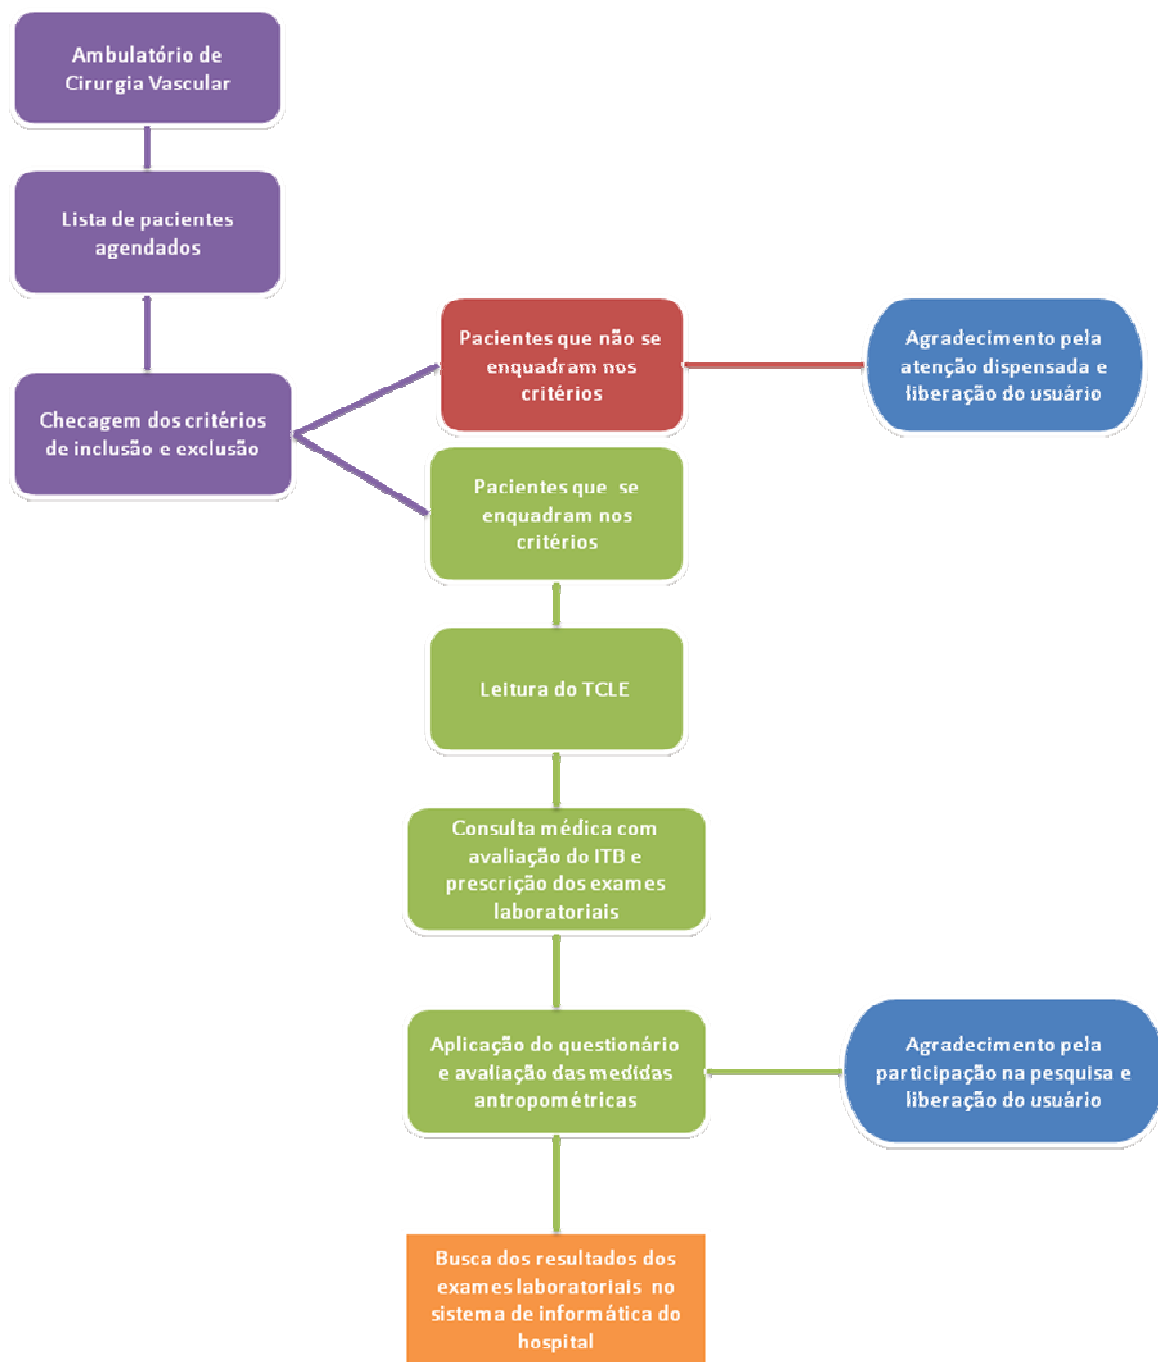 Ambulatório de
Cirurgia Vascular
Lista de pacientes
agendados
Checagem dos critérios
de inclusão e exclusão
Pacientes que não se
enquadram nos
critérios
Agradecimento pela
atenção dispensada e
liberação do usuário
Pacientes que se
enquadram nos
critérios
Leitura do TCLE
Consulta médica com
avaliação do ITB e
prescrição dos exames
laboratoriais
Aplicação do questionário
e avaliação das medidas
antropométricas
Agradecimento pela
participação na pesquisa e
liberação do usuário
Busca dos resultados dos
exames laboratoriais no
sistema de informática do
hospital